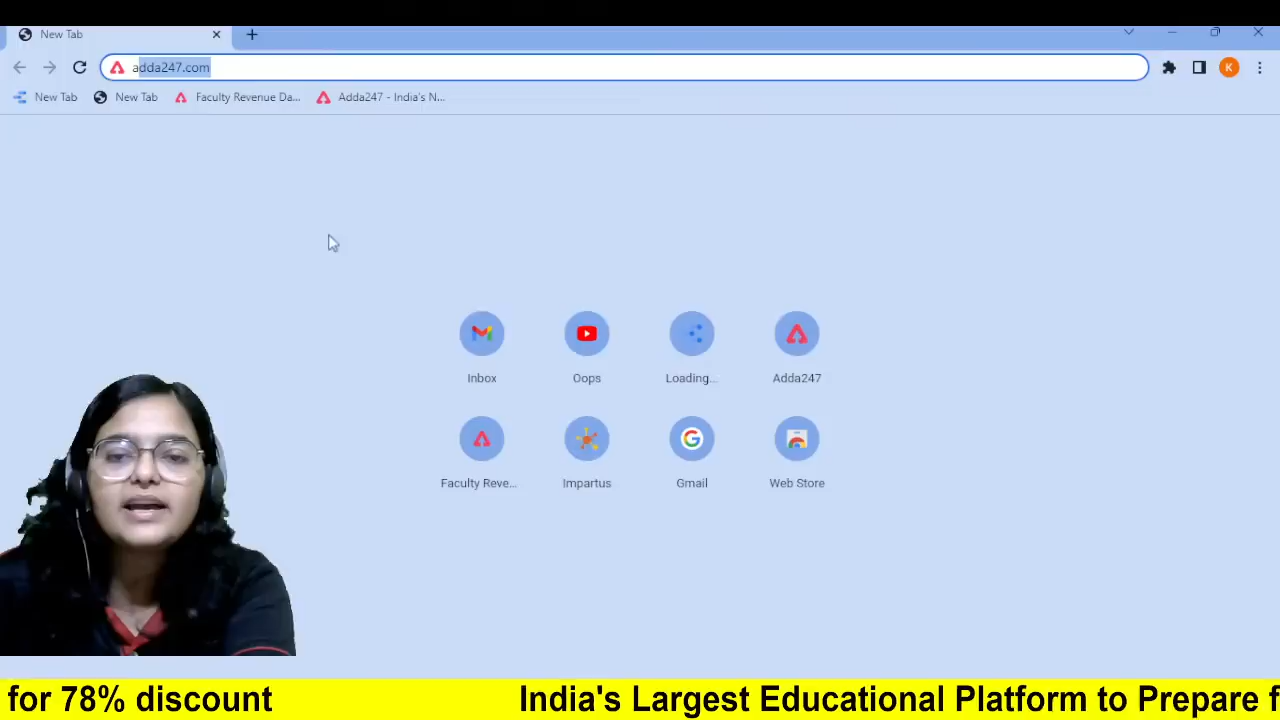 New Tab
adda247.com
New Tab
New Tab
Faculty Revenue Da...
Adda247 - India's N...
K
Inbox
Oops
Loading...
Adda247
Faculty Reve...
Impartus
Gmail
Web Store
for 78% discount
India's Largest Educational Platform to Prepare f